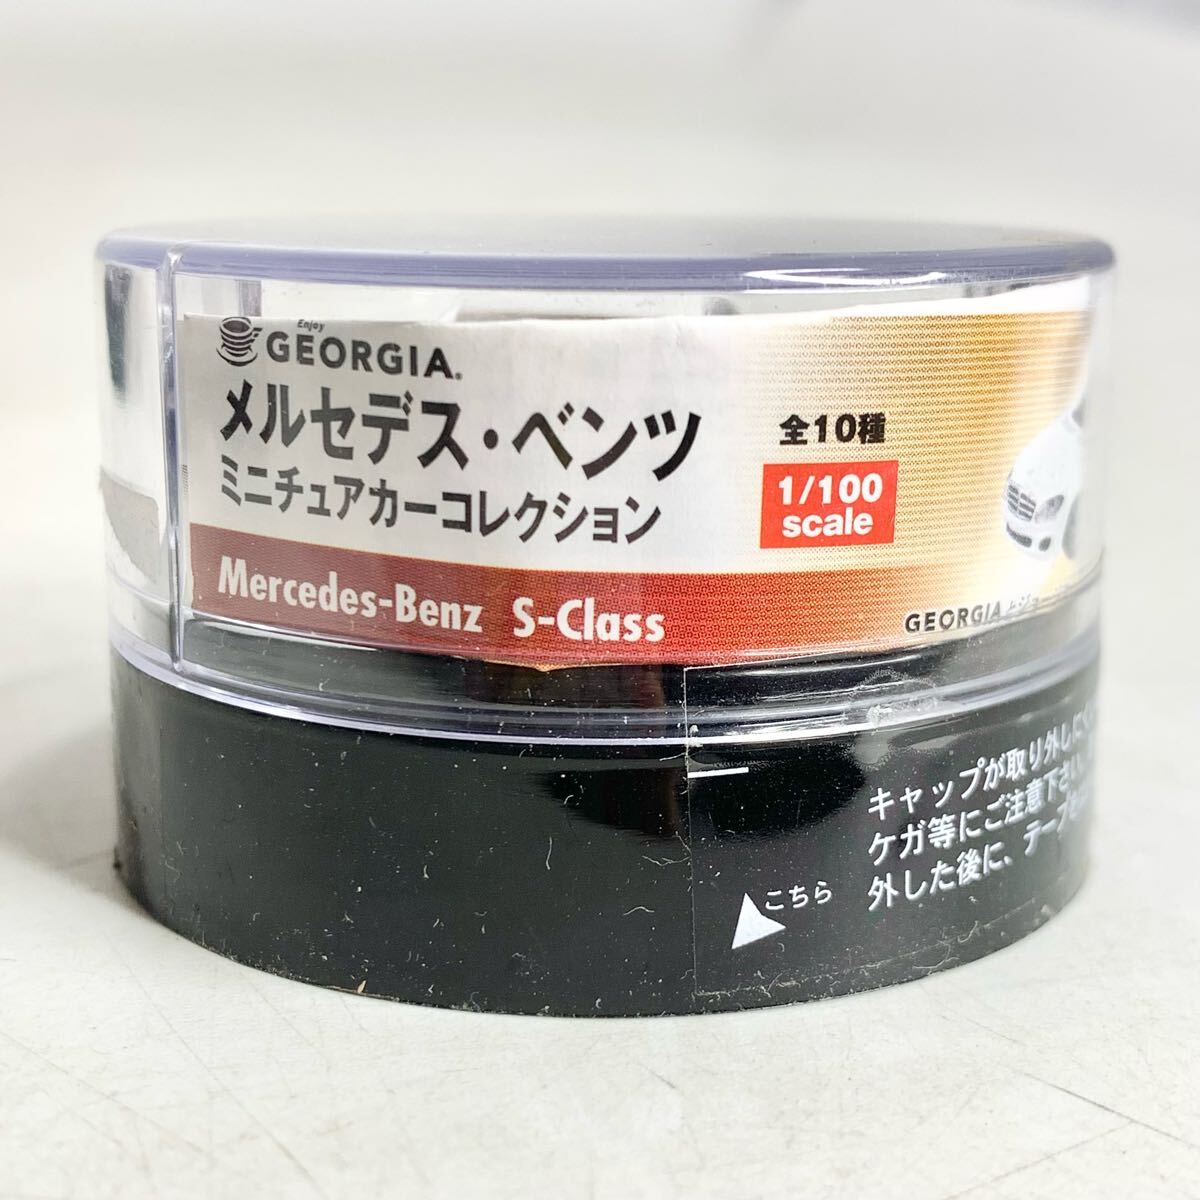 Enjoy
GEORGIA.
メルセデス・ベンツ
ミニチュアカーコレクション
全10種
1/100
scale
Mercedes-Benz S-Class
GEORGIA
キャップが取り外しにく
ケガ等にご注意下さい。
外した後に、テープを
こちら